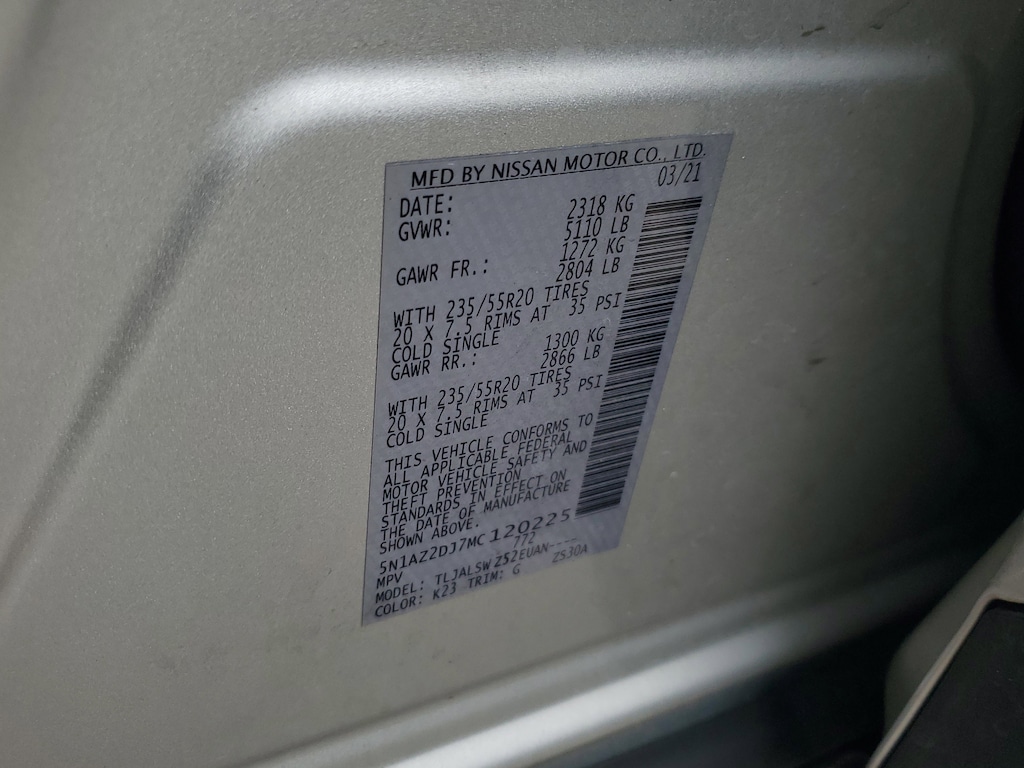 MFD BY NISSAN MOTOR CO., LTD.
DATE: 03/21
GVWR: 2318 KG
5110 LB
GAWR FR.: 1272 KG
2804 LB
WITH 235/55R20 TIRES
20 X 7.5 RIMS AT 35 PSI
COLD SINGLE
GAWR RR.: 1300 KG
2866 LB
WITH 235/55R20 TIRES
20 X 7.5 RIMS AT 35 PSI
COLD SINGLE
THIS VEHICLE CONFORMS TO
ALL APPLICABLE FEDERAL
MOTOR VEHICLE SAFETY AND
THEFT PREVENTION
STANDARDS IN EFFECT ON
THE DATE OF MANUFACTURE
SHOWN ABOVE.
5N1AZ2DJ7MC120225
MPV 772
MODEL: TLJALSWZ52EUAN----
COLOR: K23 TRIM: G ZS30A